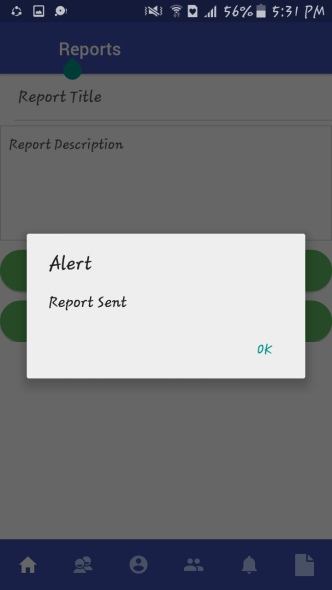 56% 5:31 PM
Reports
Report Title
Report Description
Alert
Report Sent
OK